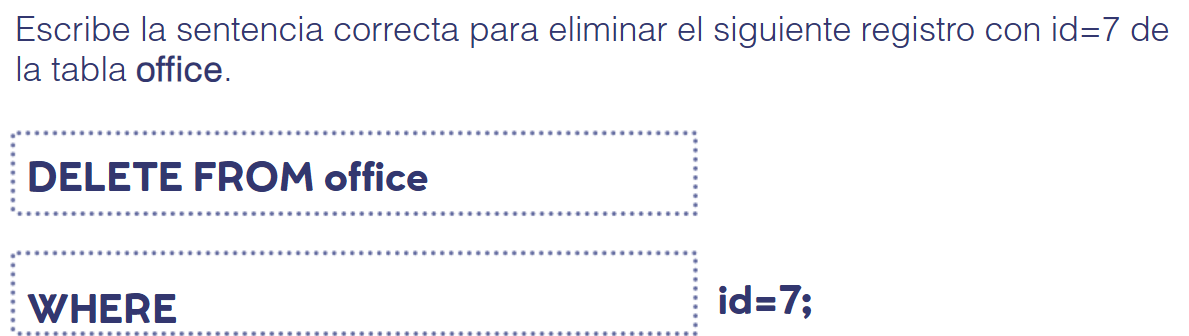 Escribe la sentencia correcta para eliminar el siguiente registro con id=7 de
la tabla office.
DELETE FROM office
WHERE id=7;